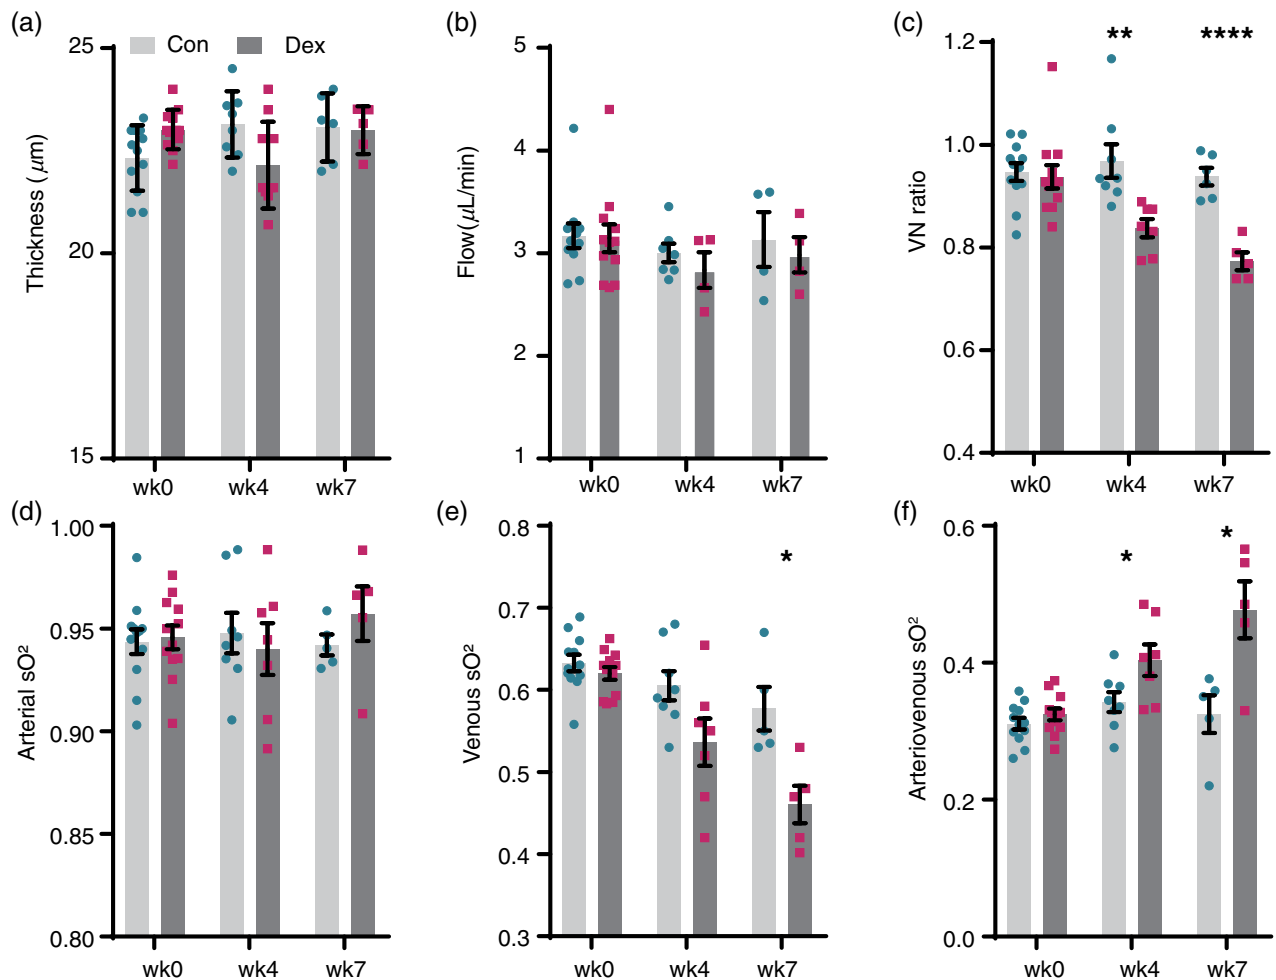 (a)
25
20
15
Thickness (μm)
Con Dex
wk0 wk4 wk7
(b)
5
4
3
2
1
Flow(μL/min)
wk0 wk4 wk7
(c)
1.2
1.0
0.8
0.6
0.4
VN ratio
** ****
wk0 wk4 wk7
(d)
1.00
0.95
0.90
0.85
0.80
Arterial sO²
wk0 wk4 wk7
(e)
0.8
0.7
0.6
0.5
0.4
0.3
Venous sO²
*
wk0 wk4 wk7
(f)
0.6
0.4
0.2
0.0
Arteriovenous sO²
* *
wk0 wk4 wk7